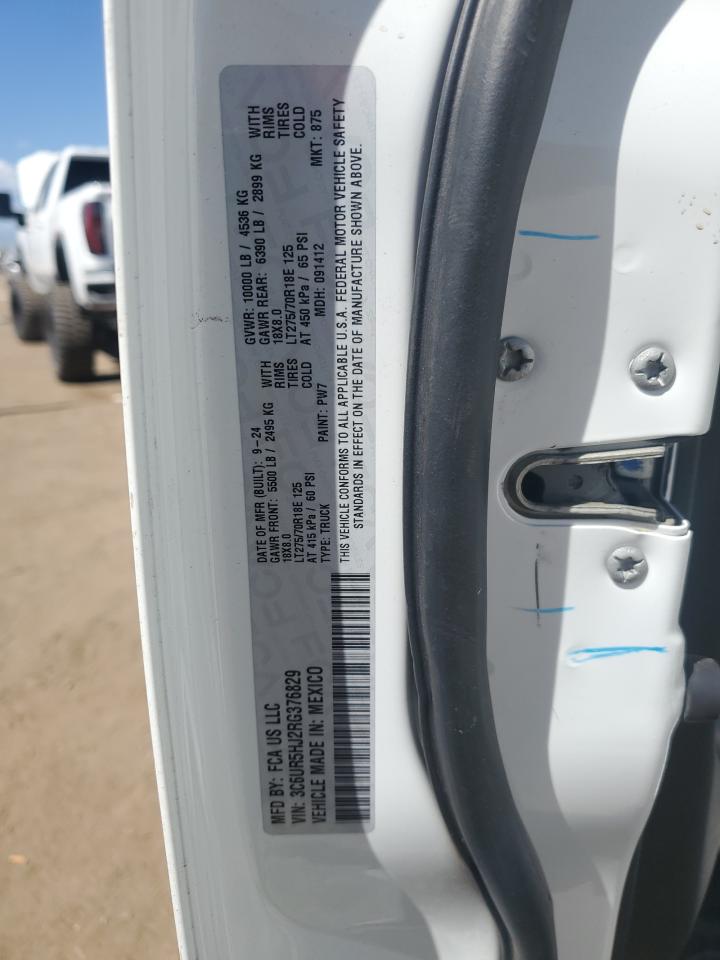 MFD BY: FCA US LLC
VIN: 3C6UR5HJ2RG376829
VEHICLE MADE IN: MEXICO
DATE OF MFR (BUILT): 9-24
GAWR FRONT: 5500 LB / 2495 KG WITH
18X8.0 RIMS
LT275/70R18E 125 TIRES
AT 415 kPa / 60 PSI COLD
TYPE: TRUCK PAINT: PW7
GVWR: 10000 LB / 4536 KG
GAWR REAR: 6390 LB / 2899 KG WITH
18X8.0 RIMS
LT275/70R18E 125 TIRES
AT 450 kPa / 65 PSI COLD
MDH: 091412 MKT: 875
THIS VEHICLE CONFORMS TO ALL APPLICABLE U.S.A. FEDERAL MOTOR VEHICLE SAFETY
STANDARDS IN EFFECT ON THE DATE OF MANUFACTURE SHOWN ABOVE.